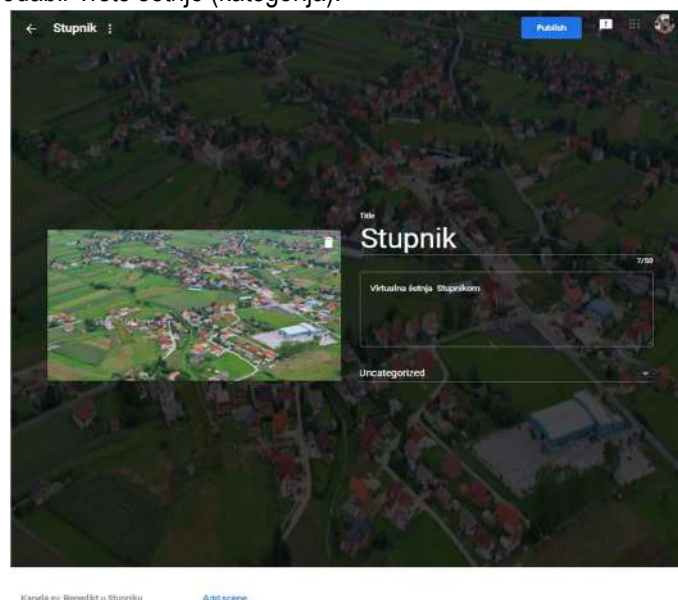 odabir vrste šetnje (kategorija).
Stupnik
Publish
Title
Stupnik
7/50
Virtualna šetnja Stupnikom
Uncategorized
Kapela sv. Benedikt u Stupniku
Add scene